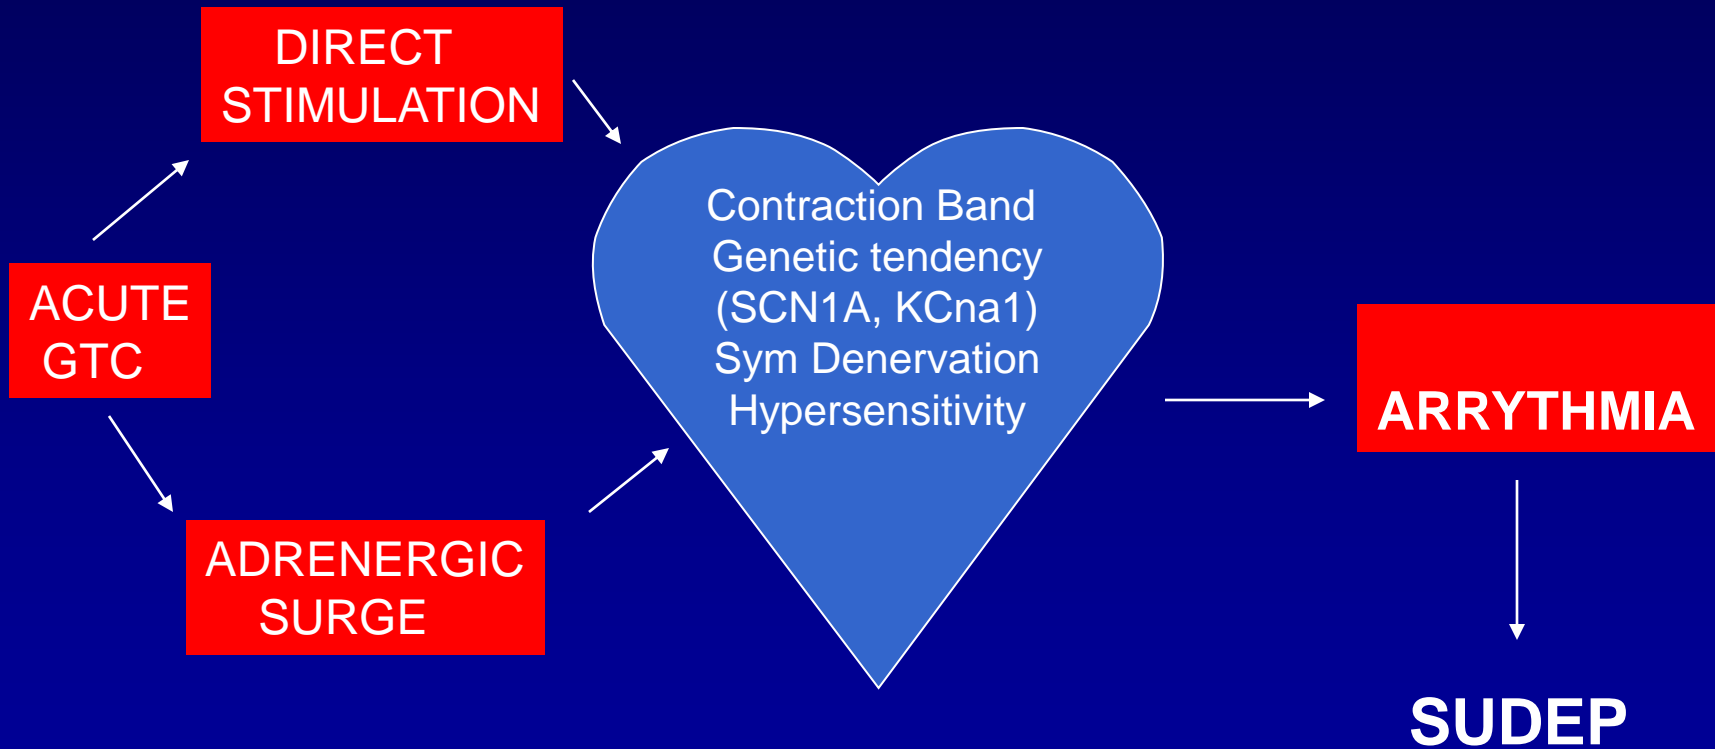 DIRECT
STIMULATION
ACUTE
GTC
ADRENERGIC
SURGE
Contraction Band
Genetic tendency
(SCN1A, KCna1)
Sym Denervation
Hypersensitivity
ARRYTHMIA
SUDEP